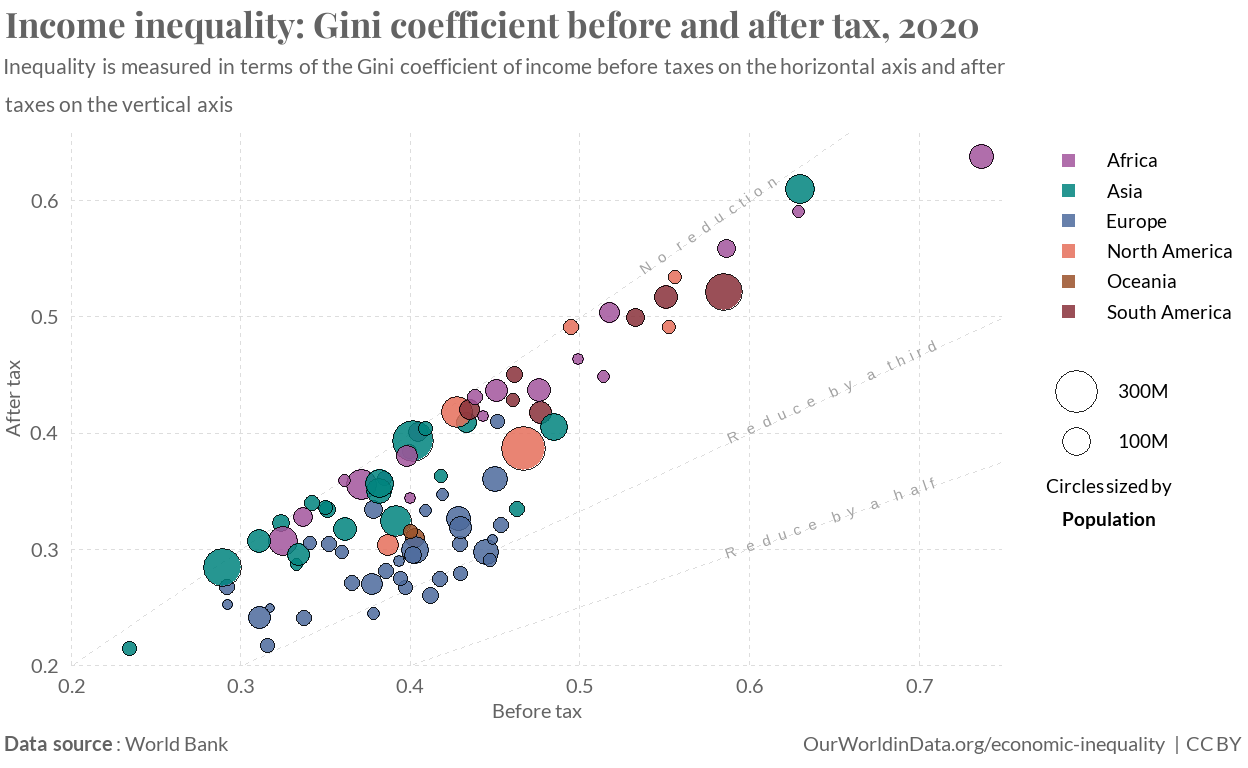 Income inequality: Gini coefficient before and after tax, 2020
Inequality is measured in terms of the Gini coefficient of income before taxes on the horizontal axis and after
taxes on the vertical axis
After tax
0.6
0.5
0.4
0.3
0.2
0.2 0.3 0.4 0.5 0.6 0.7
Before tax
No reduction
Reduce by a third
Reduce by a half
Africa
Asia
Europe
North America
Oceania
South America
300M
100M
Circles sized by
Population
Data source: World Bank
OurWorldinData.org/economic-inequality | CC BY